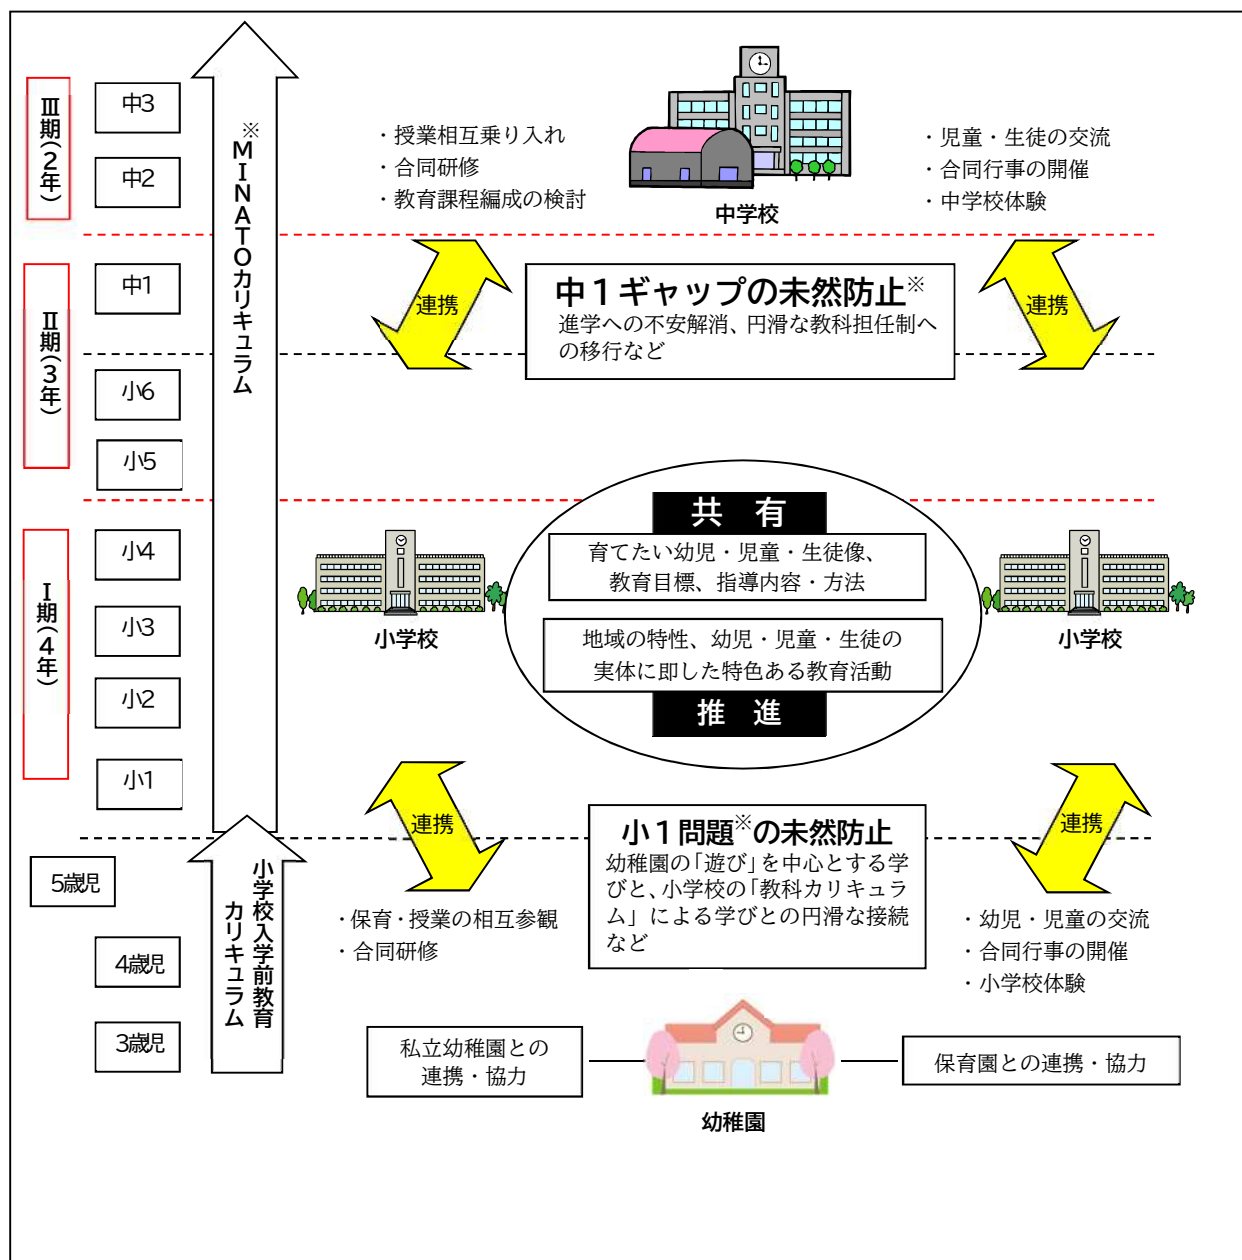 Ⅲ期(2年)
中3
中2
※MINATOカリキュラム
・授業相互乗り入れ
・合同研修
・教育課程編成の検討
中学校
・児童・生徒の交流
・合同行事の開催
・中学校体験
Ⅱ期(3年)
中1
小6
小5
連携
中1ギャップの未然防止※
進学への不安解消、円滑な教科担任制へ
の移行など
連携
Ⅰ期(4年)
小4
小3
小2
小1
小学校
共 有
育てたい幼児・児童・生徒像、
教育目標、指導内容・方法
地域の特性、幼児・児童・生徒の
実体に即した特色ある教育活動
推 進
小学校
連携
小1問題※の未然防止
幼稚園の「遊び」を中心とする学
びと、小学校の「教科カリキュラ
ム」による学びとの円滑な接続
など
連携
5歳児
4歳児
3歳児
小学校入学前教育
カリキュラム
・保育・授業の相互参観
・合同研修
・幼児・児童の交流
・合同行事の開催
・小学校体験
私立幼稚園との
連携・協力
幼稚園
保育園との連携・協力